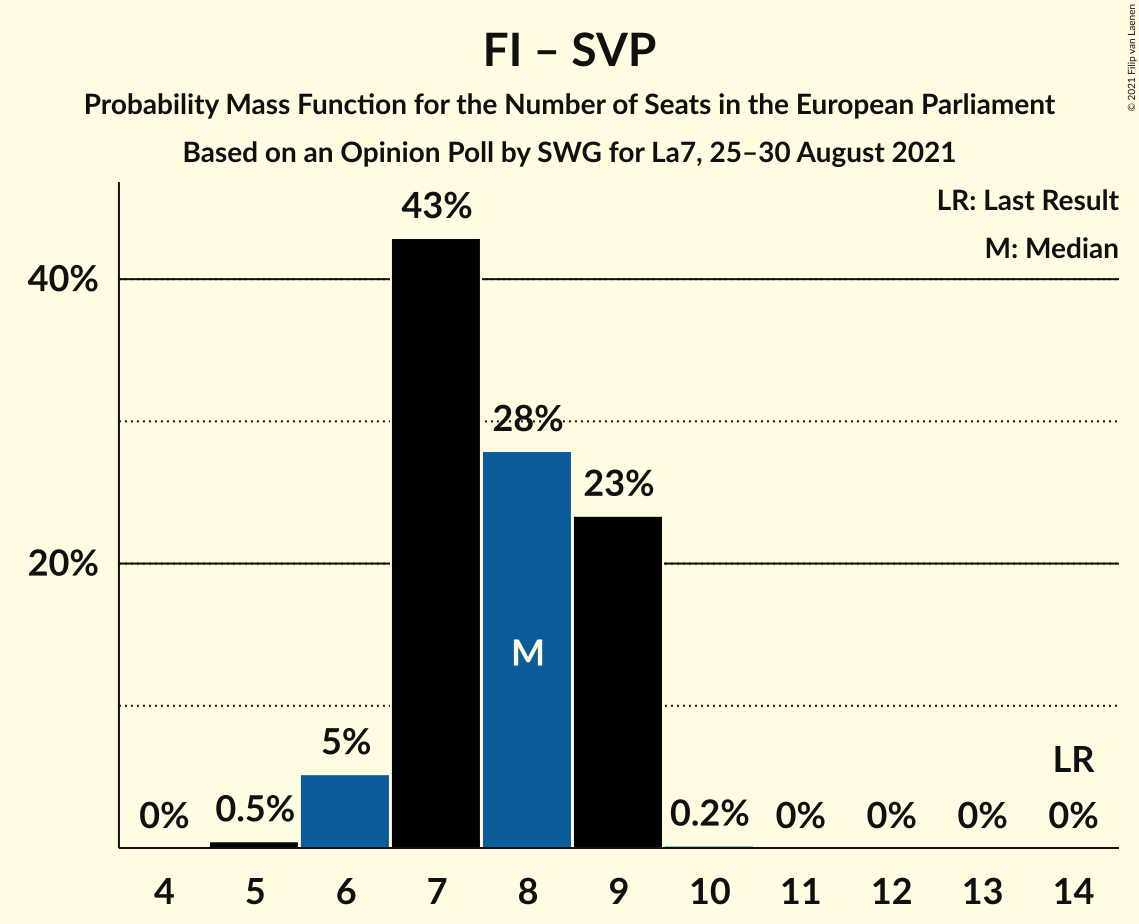 FI – SVP
Probability Mass Function for the Number of Seats in the European Parliament
Based on an Opinion Poll by SWG for La7, 25–30 August 2021
© 2021 Filip van Laenen
LR: Last Result
M: Median
43%
40%
28%
23%
20%
M
5%
LR
0% 0.5% 0.2% 0% 0% 0% 0%
4 5 6 7 8 9 10 11 12 13 14